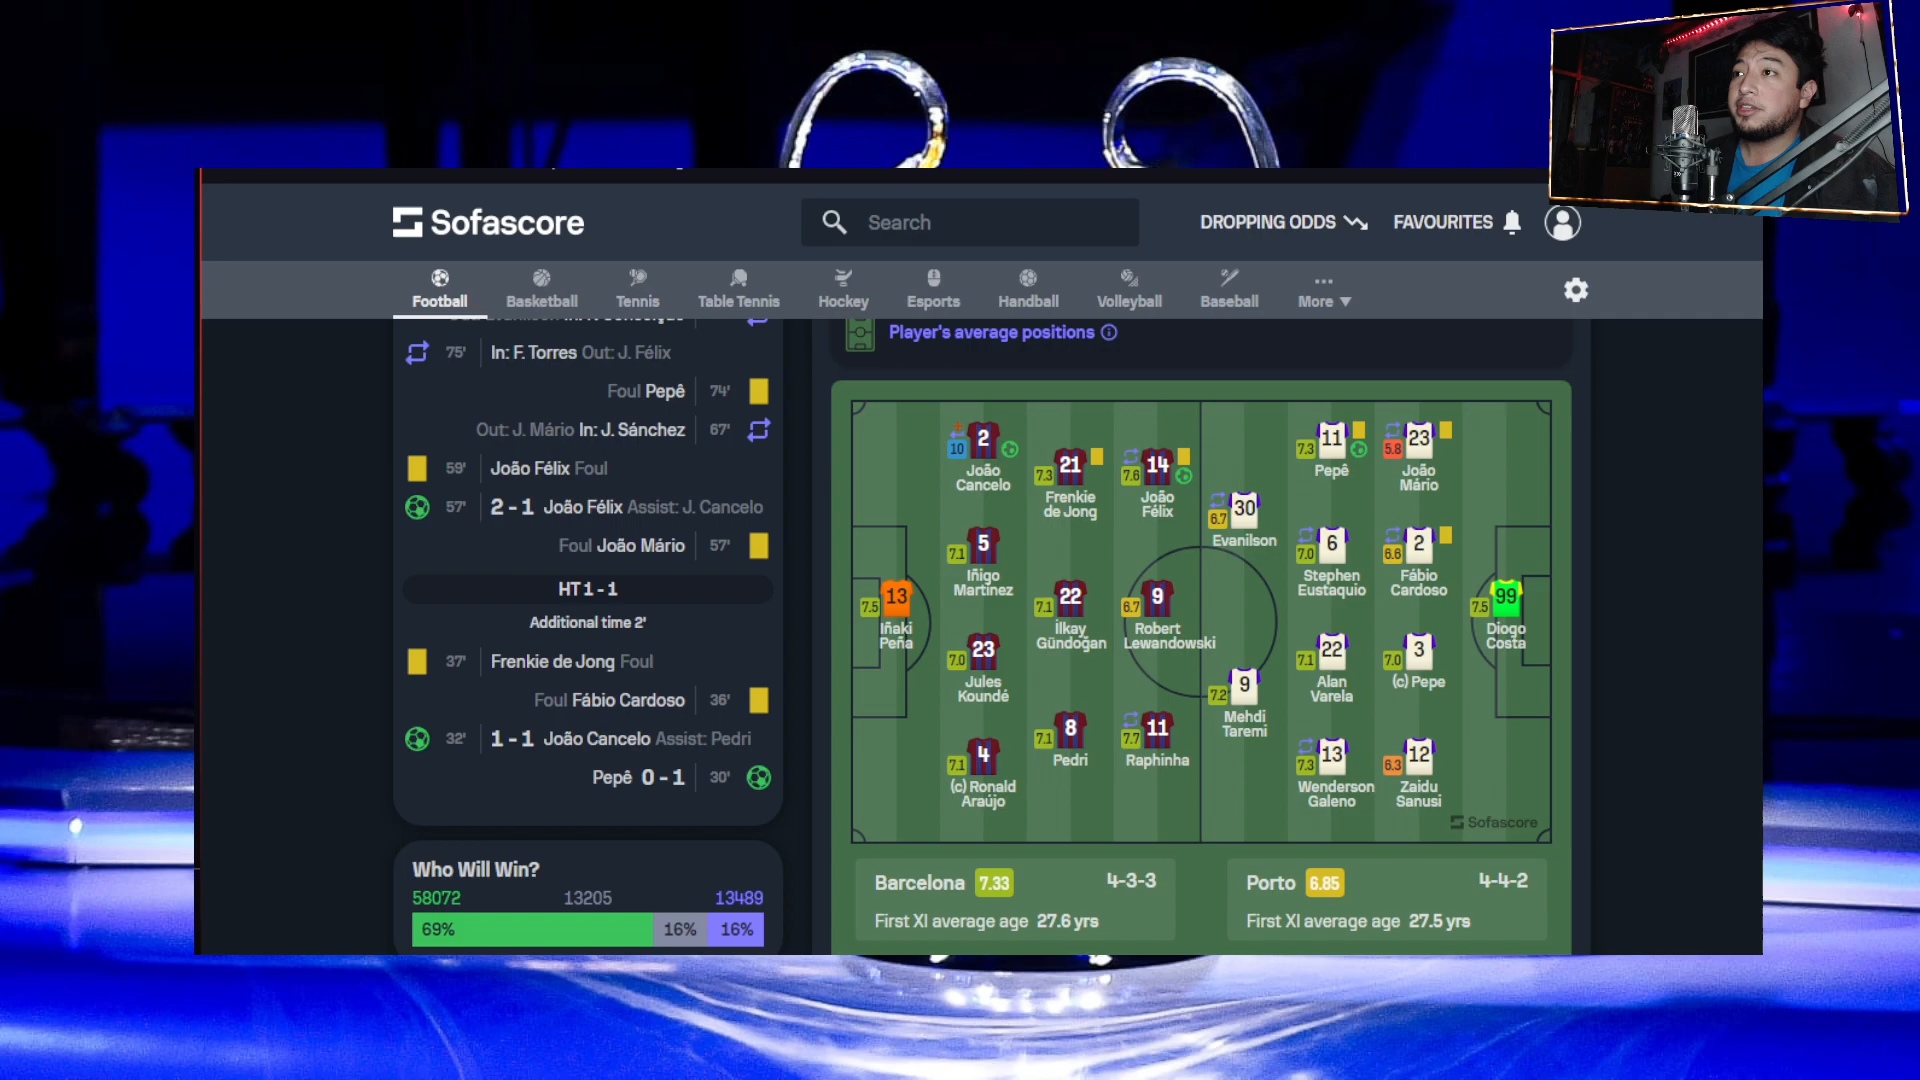 Sofascore
Search
DROPPING ODDS
FAVOURITES
Football
Basketball
Tennis
Table Tennis
Hockey
Esports
Handball
Volleyball
Baseball
More
Player's average positions
75' In: F. Torres Out: J. Félix
Foul Pepê 74'
Out: J. Mário In: J. Sánchez 67'
59' João Félix Foul
57' 2 - 1 João Félix Assist: J. Cancelo
Foul João Mário 57'
HT 1 - 1
Additional time 2'
37' Frenkie de Jong Foul
Foul Fábio Cardoso 36'
32' 1 - 1 João Cancelo Assist: Pedri
Pepê 0 - 1 30'
Who Will Win?
58072 13205 13489
69% 16% 16%
13
7.5
Iñaki
Peña
2
10
João
Cancelo
5
7.1
Iñigo
Martínez
23
7.0
Jules
Koundé
4
7.1
(c) Ronald
Araújo
21
7.3
Frenkie
de Jong
22
7.1
İlkay
Gündoğan
8
7.1
Pedri
14
7.6
João
Félix
9
6.7
Robert
Lewandowski
11
7.7
Raphinha
30
6.7
Evanilson
9
7.2
Mehdi
Taremi
11
7.3
Pepê
6
7.0
Stephen
Eustaquio
22
7.1
Alan
Varela
13
7.3
Wenderson
Galeno
23
5.8
João
Mário
2
6.6
Fábio
Cardoso
3
7.0
(c) Pepe
12
6.3
Zaidu
Sanusi
99
7.5
Diogo
Costa
Sofascore
Barcelona 7.33 4-3-3
First XI average age 27.6 yrs
Porto 6.85 4-4-2
First XI average age 27.5 yrs